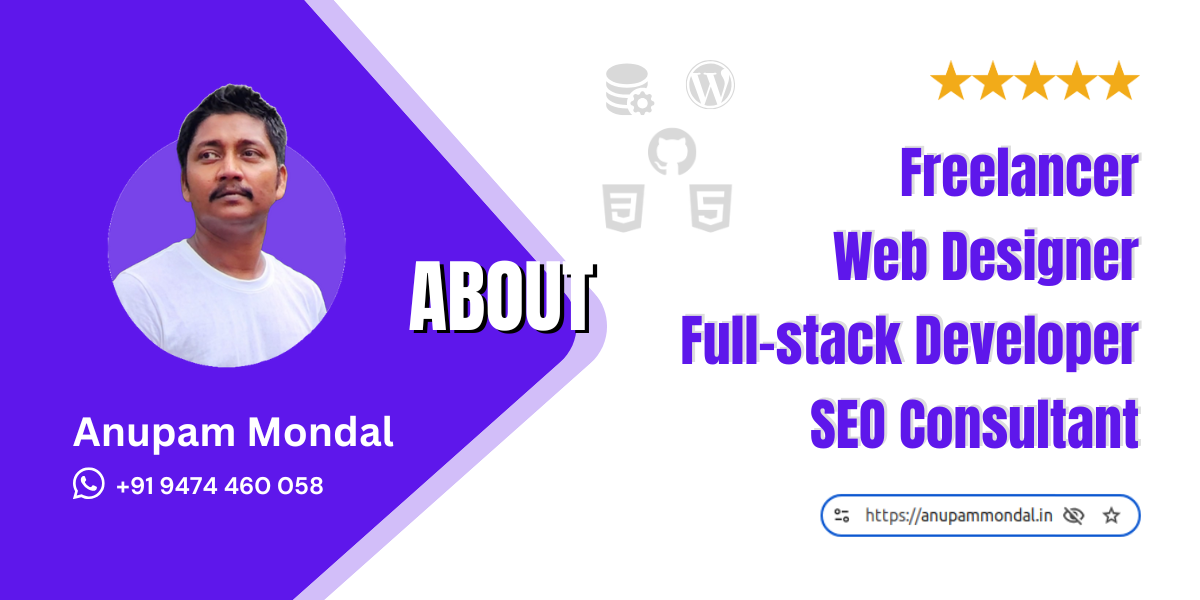 ABOUT
Anupam Mondal
+91 9474 460 058
Freelancer
Web Designer
Full-stack Developer
SEO Consultant
https://anupammondal.in